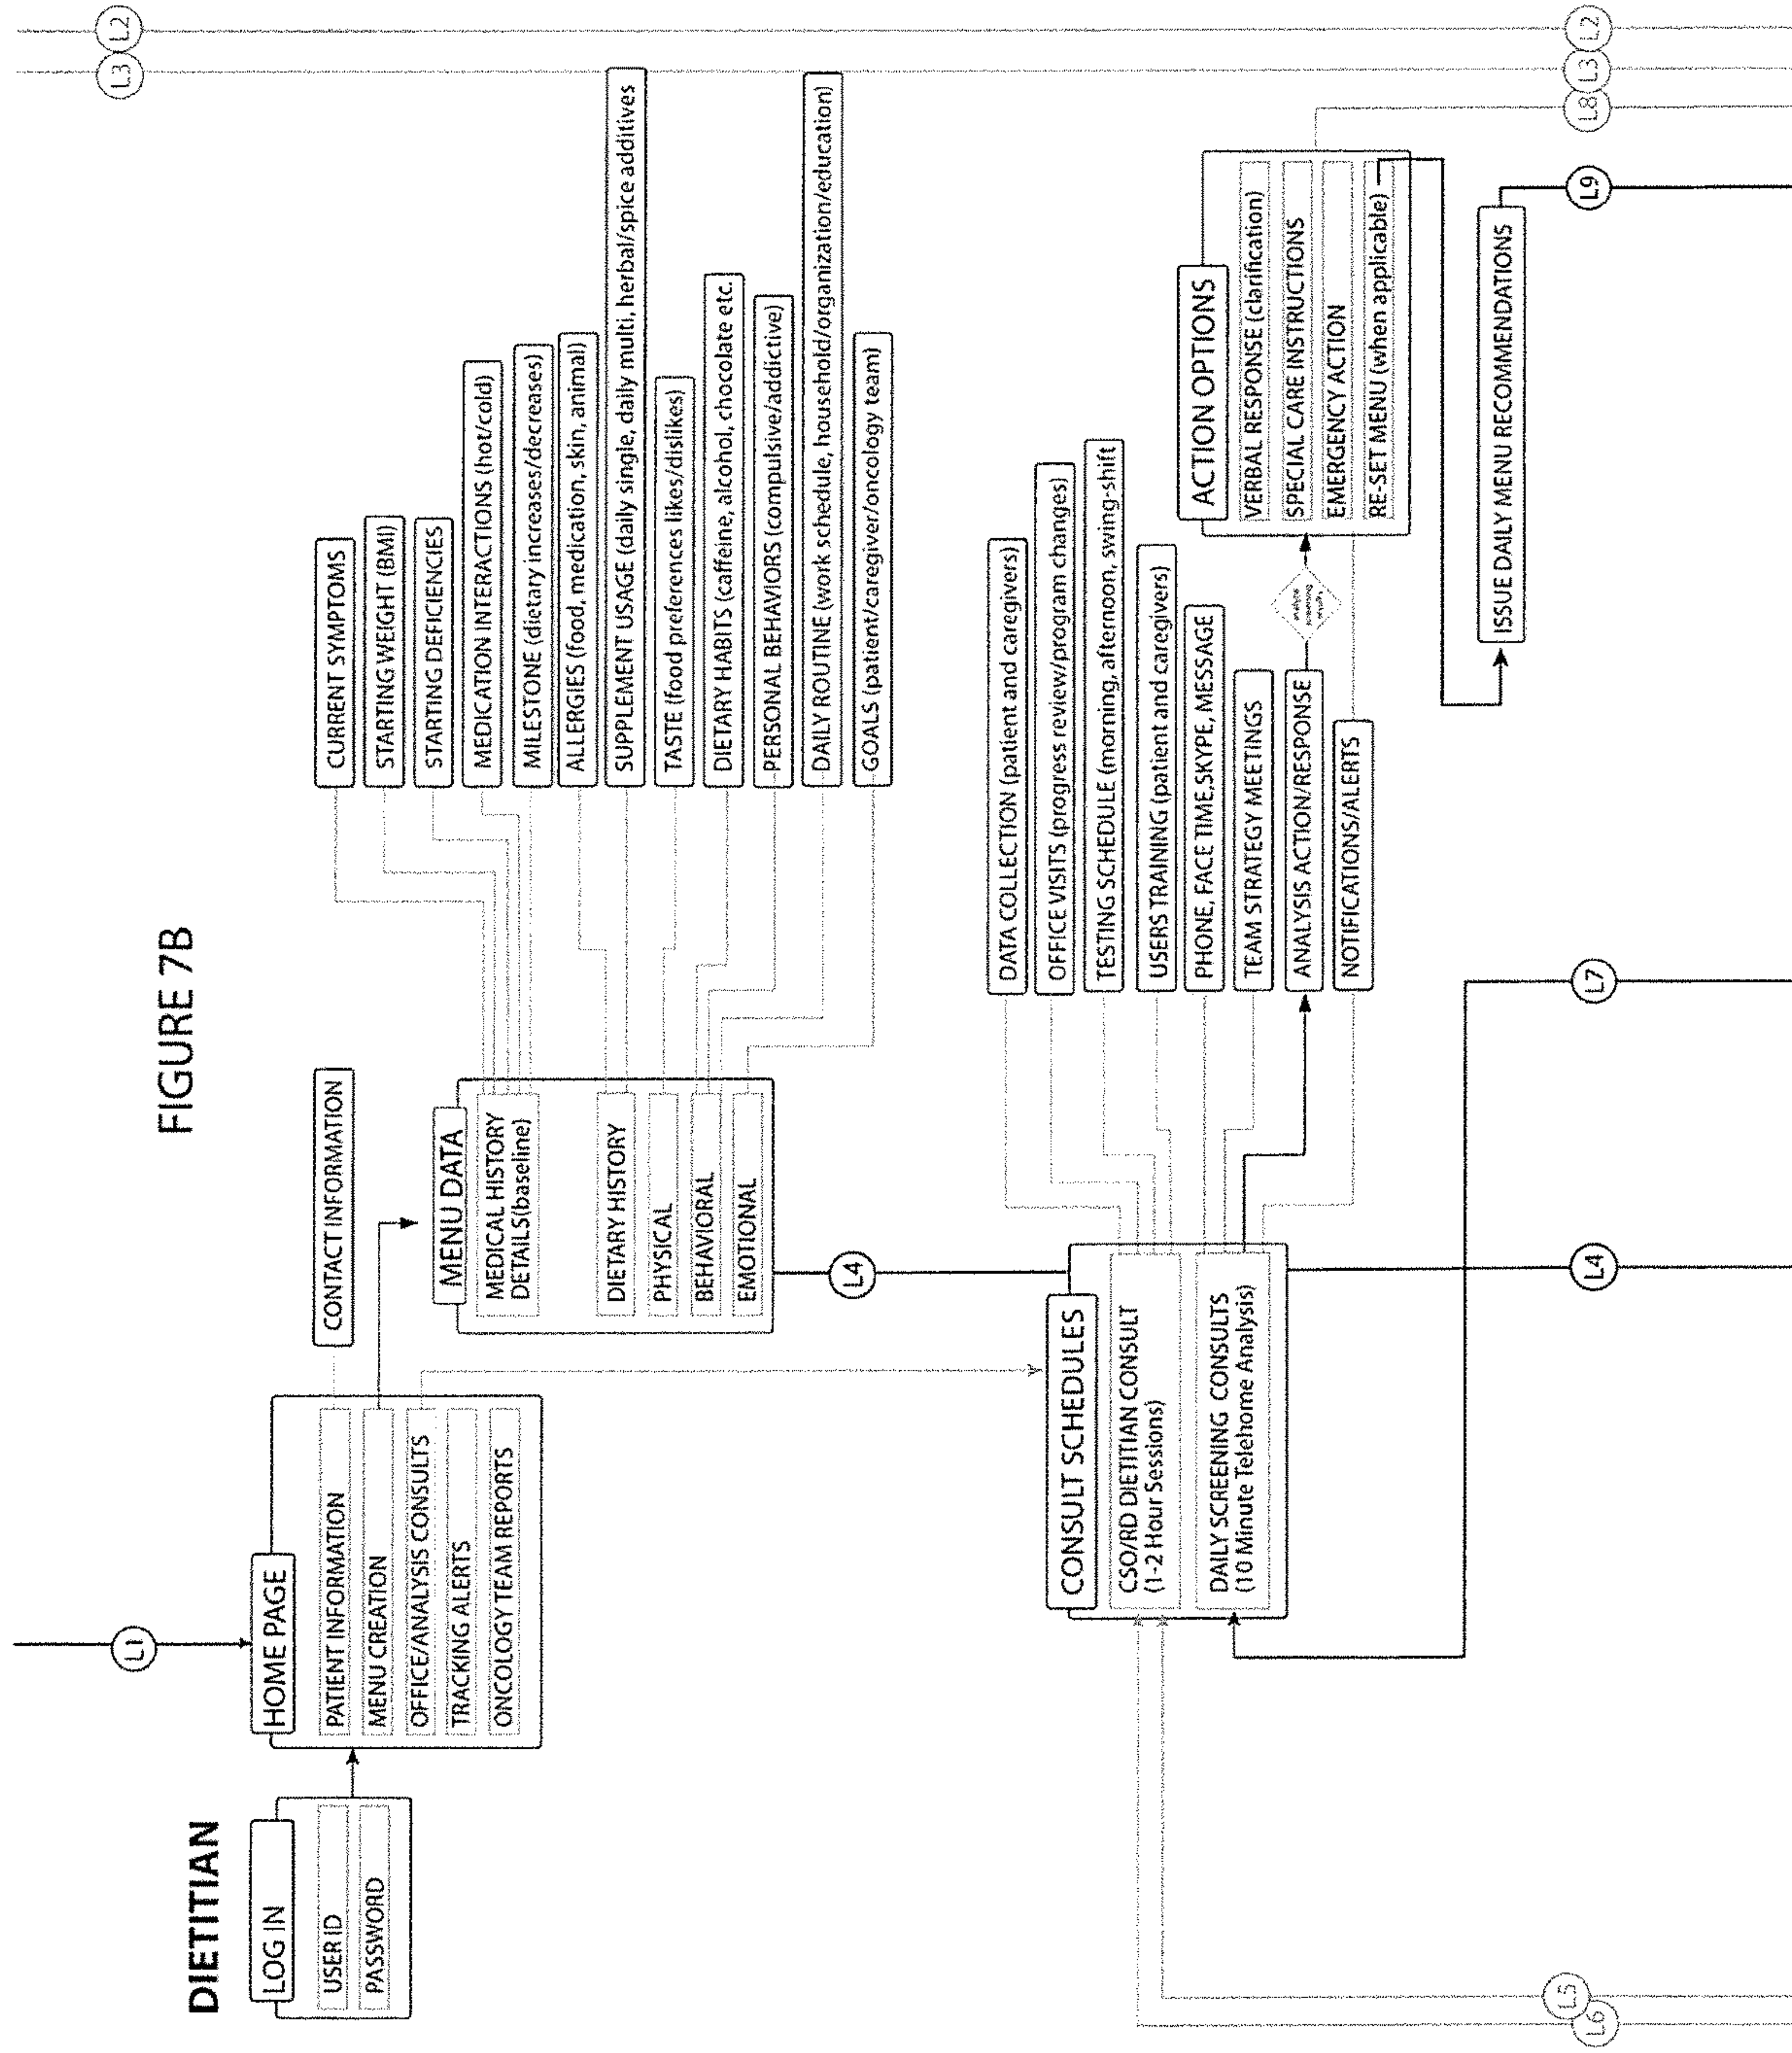 FIGURE 7B
DIETITIAN
LOG IN
USER ID
PASSWORD
L1
HOME PAGE
PATIENT INFORMATION
MENU CREATION
OFFICE/ANALYSIS CONSULTS
TRACKING ALERTS
ONCOLOGY TEAM REPORTS
CONTACT INFORMATION
MENU DATA
MEDICAL HISTORY
DETAILS(baseline)
DIETARY HISTORY
PHYSICAL
BEHAVIORAL
EMOTIONAL
CURRENT SYMPTOMS
STARTING WEIGHT (BMI)
STARTING DEFICIENCIES
MEDICATION INTERACTIONS (hot/cold)
MILESTONE (dietary increases/decreases)
ALLERGIES (food, medication, skin, animal)
SUPPLEMENT USAGE (daily single, daily multi, herbal/spice additives
TASTE (food preferences likes/dislikes)
DIETARY HABITS (caffeine, alcohol, chocolate etc.
PERSONAL BEHAVIORS (compulsive/addictive)
DAILY ROUTINE (work schedule, household/organization/education)
GOALS (patient/caregiver/oncology team)
L3
L2
L4
CONSULT SCHEDULES
CSO/RD DIETITIAN CONSULT
(1-2 Hour Sessions)
DAILY SCREENING CONSULTS
(10 Minute Telehome Analysis)
DATA COLLECTION (patient and caregivers)
OFFICE VISITS (progress review/program changes)
TESTING SCHEDULE (morning, afternoon, swing-shift
USERS TRAINING (patient and caregivers)
PHONE, FACE TIME,SKYPE, MESSAGE
TEAM STRATEGY MEETINGS
ANALYSIS ACTION/RESPONSE
NOTIFICATIONS/ALERTS
ACTION OPTIONS
VERBAL RESPONSE (clarification)
SPECIAL CARE INSTRUCTIONS
EMERGENCY ACTION
RE-SET MENU (when applicable)
ISSUE DAILY MENU RECOMMENDATIONS
L6
L5
L4
L7
L9
L8
L3
L2